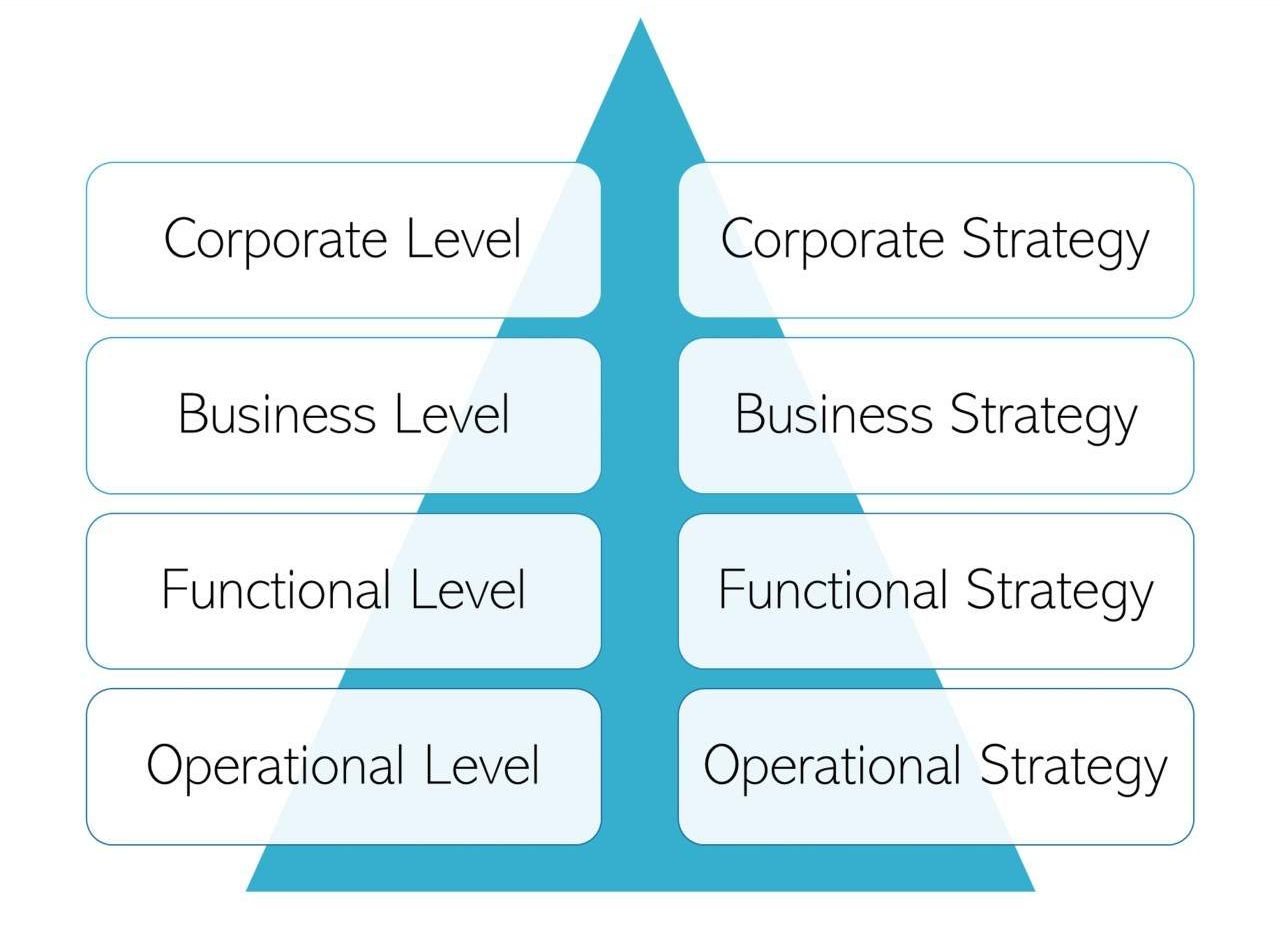 Corporate Level
Corporate Strategy
Business Level
Business Strategy
Functional Level
Functional Strategy
Operational Level
Operational Strategy